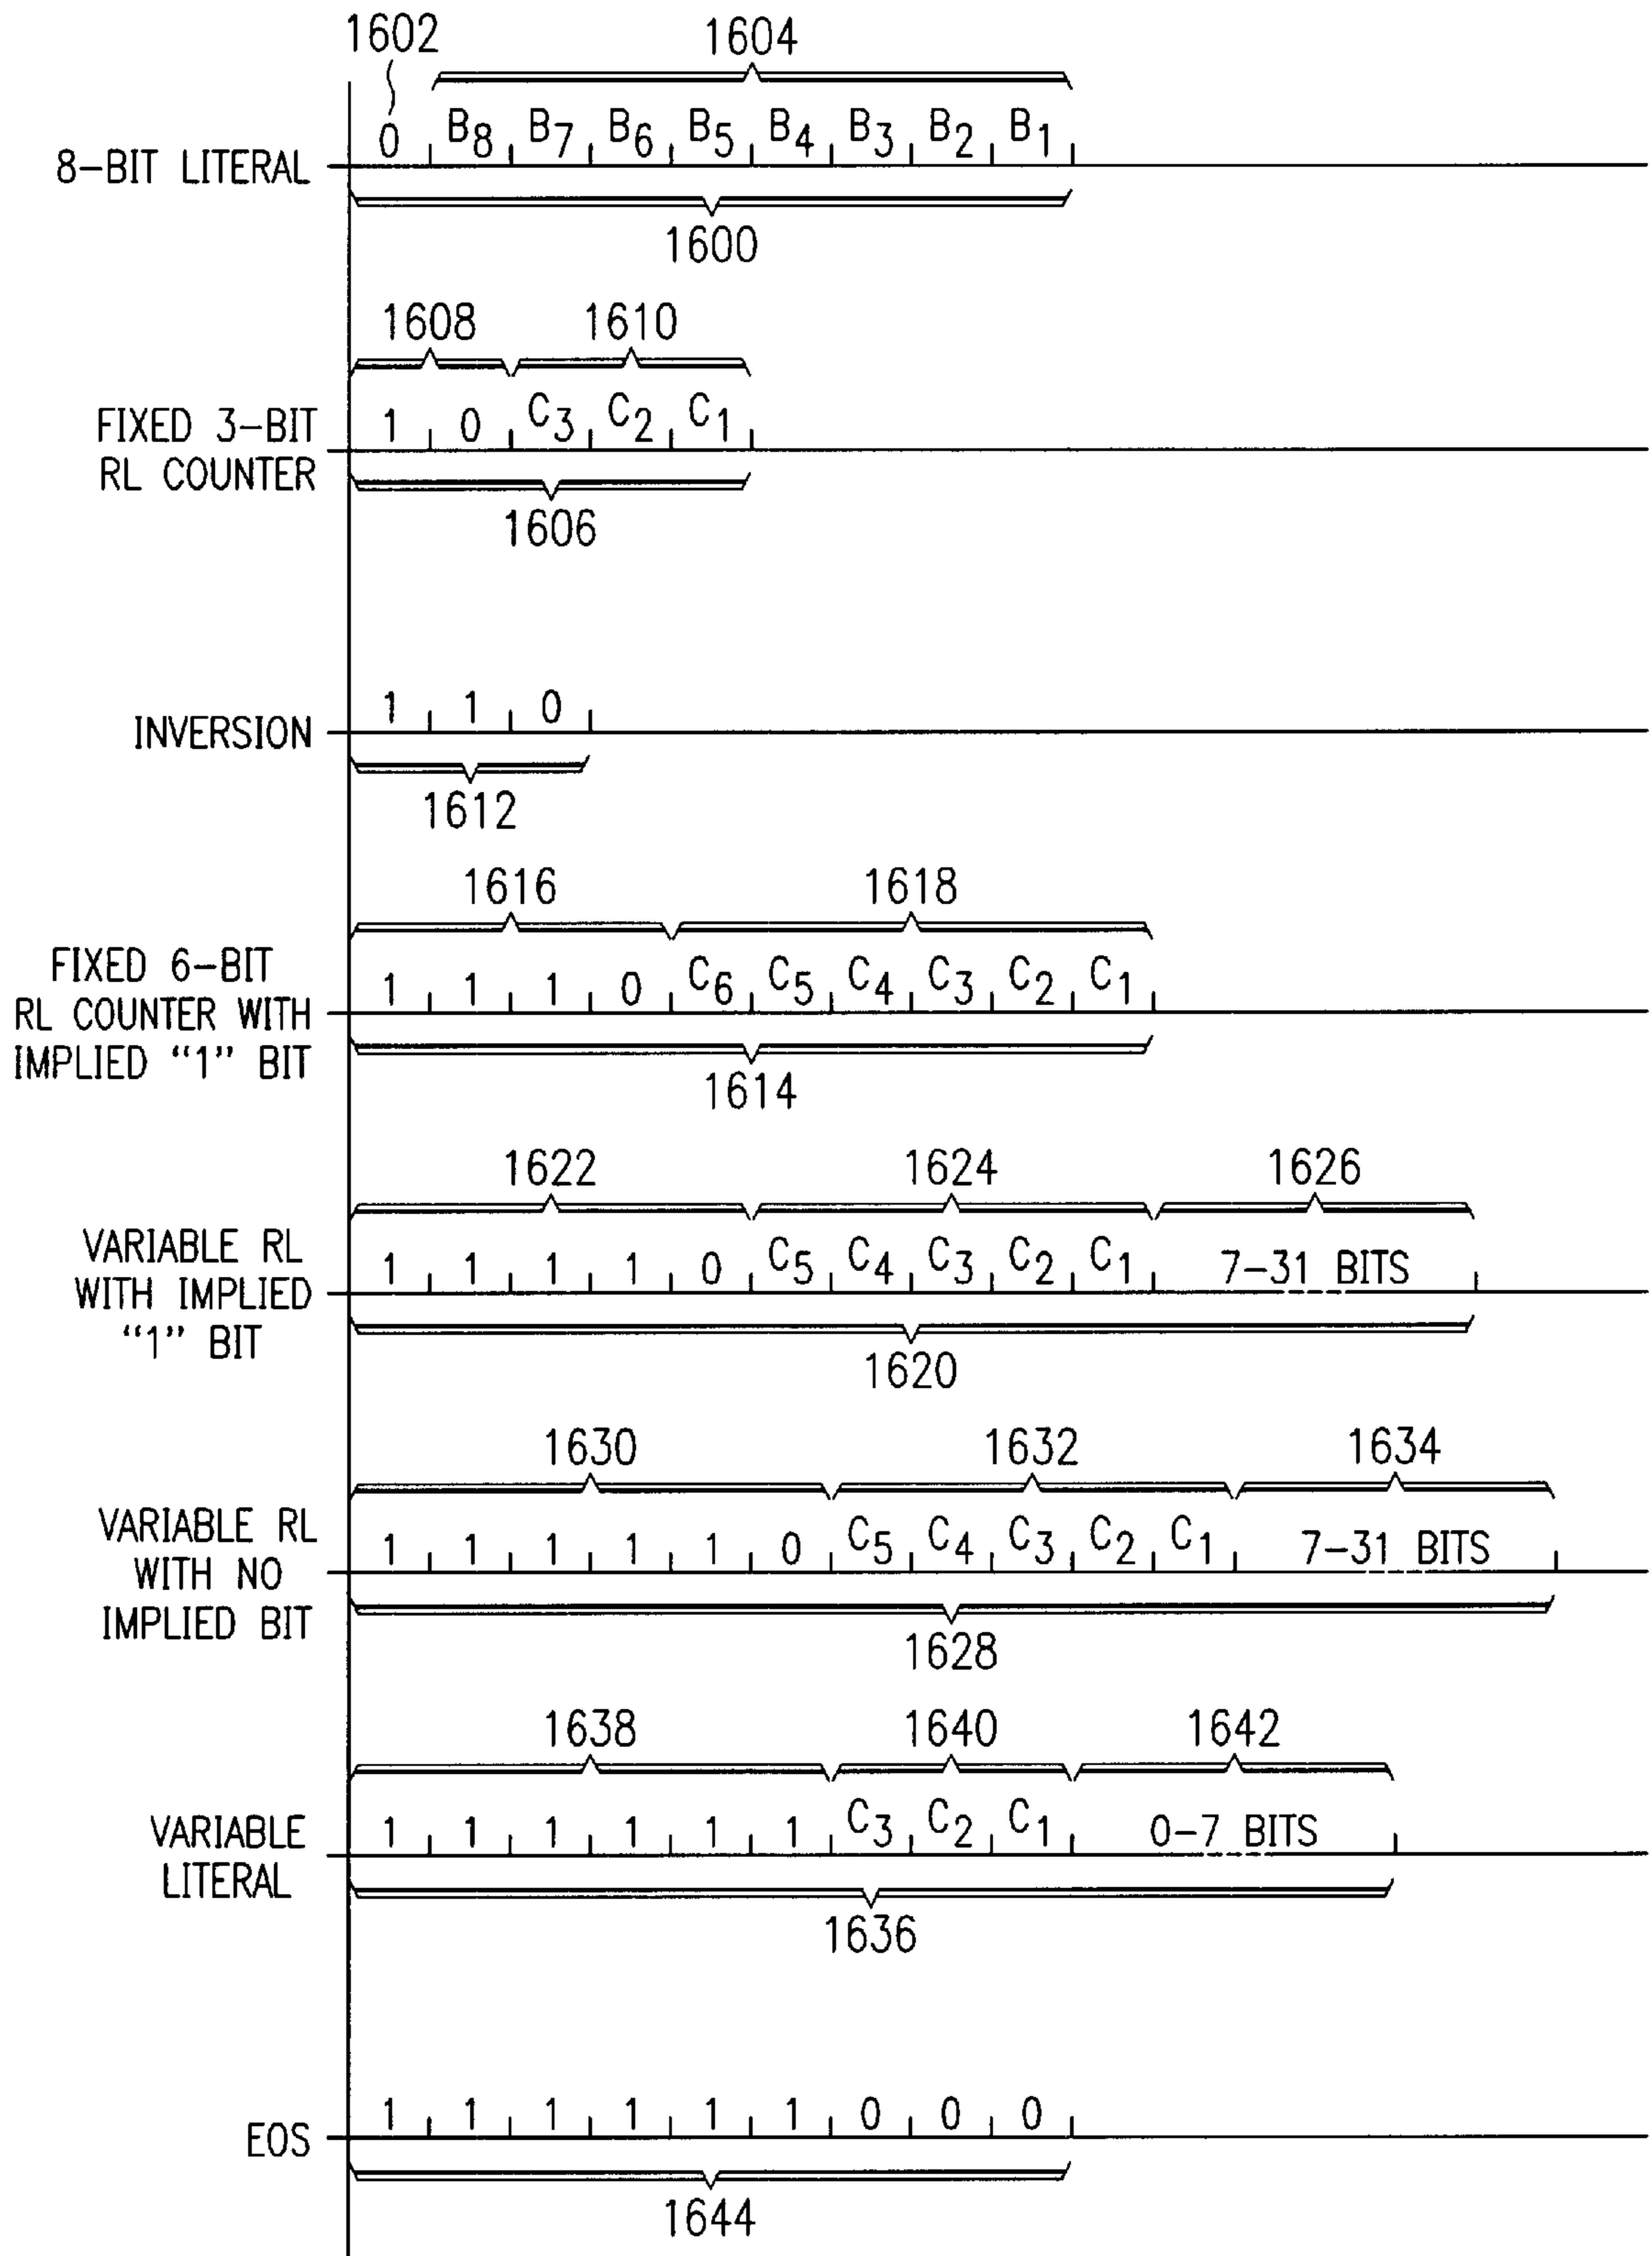 1602 1604
0 B8 B7 B6 B5 B4 B3 B2 B1
8-BIT LITERAL
1600
1608 1610
1 0 C3 C2 C1
FIXED 3-BIT
RL COUNTER
1606
1 1 0
INVERSION
1612
1616 1618
1 1 1 0 C6 C5 C4 C3 C2 C1
FIXED 6-BIT
RL COUNTER WITH
IMPLIED “1” BIT
1614
1622 1624 1626
1 1 1 1 0 C5 C4 C3 C2 C1 7-31 BITS
VARIABLE RL
WITH IMPLIED
“1” BIT
1620
1630 1632 1634
1 1 1 1 1 0 C5 C4 C3 C2 C1 7-31 BITS
VARIABLE RL
WITH NO
IMPLIED BIT
1628
1638 1640 1642
1 1 1 1 1 1 C3 C2 C1 0-7 BITS
VARIABLE
LITERAL
1636
1 1 1 1 1 1 0 0 0
EOS
1644